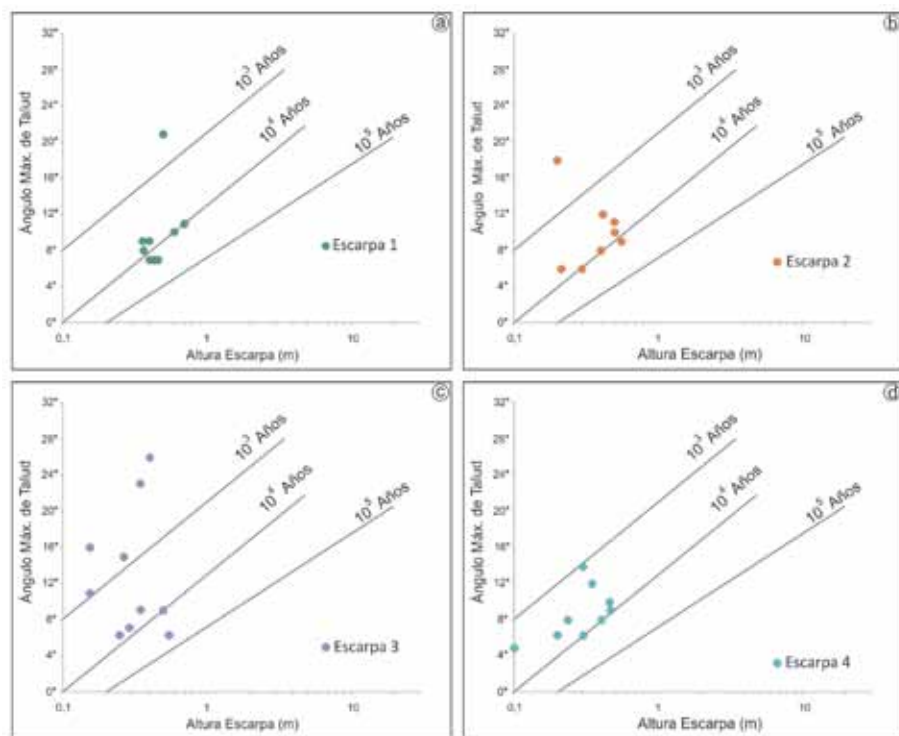 ⓐ
32°
28°
24°
20°
16°
12°
8°
4°
0°
Ángulo Máx. de Talud
10³ Años
10⁴ Años
10⁵ Años
Escarpa 1
0,1
1
10
Altura Escarpa (m)
ⓑ
32°
28°
24°
20°
16°
12°
8°
4°
0°
Ángulo Máx. de Talud
10³ Años
10⁴ Años
10⁵ Años
Escarpa 2
0,1
1
10
Altura Escarpa (m)
ⓒ
32°
28°
24°
20°
16°
12°
8°
4°
0°
Ángulo Máx. de Talud
10³ Años
10⁴ Años
10⁵ Años
Escarpa 3
0,1
1
10
Altura Escarpa (m)
ⓓ
32°
28°
24°
20°
16°
12°
8°
4°
0°
Ángulo Máx. de Talud
10³ Años
10⁴ Años
10⁵ Años
Escarpa 4
0,1
1
10
Altura Escarpa (m)